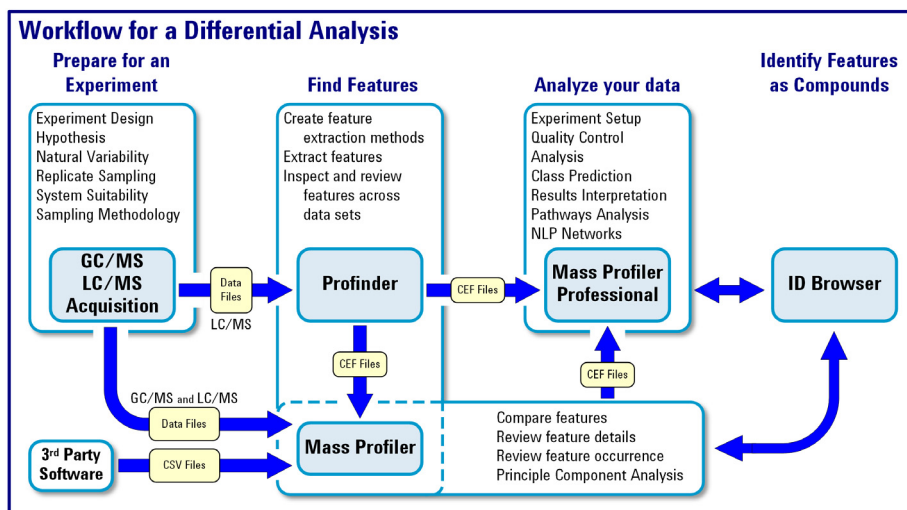 Workflow for a Differential Analysis
Prepare for an
Experiment
Find Features
Analyze your data
Identify Features
as Compounds
Experiment Design
Hypothesis
Natural Variability
Replicate Sampling
System Suitability
Sampling Methodology
Create feature
extraction methods
Extract features
Inspect and review
features across
data sets
Experiment Setup
Quality Control
Analysis
Class Prediction
Results Interpretation
Pathways Analysis
NLP Networks
GC/MS
LC/MS
Acquisition
Data
Files
LC/MS
Profinder
CEF Files
Mass Profiler
Professional
ID Browser
CEF Files
CEF Files
GC/MS and LC/MS
Data Files
Mass Profiler
Compare features
Review feature details
Review feature occurrence
Principle Component Analysis
3rd Party
Software
CSV Files